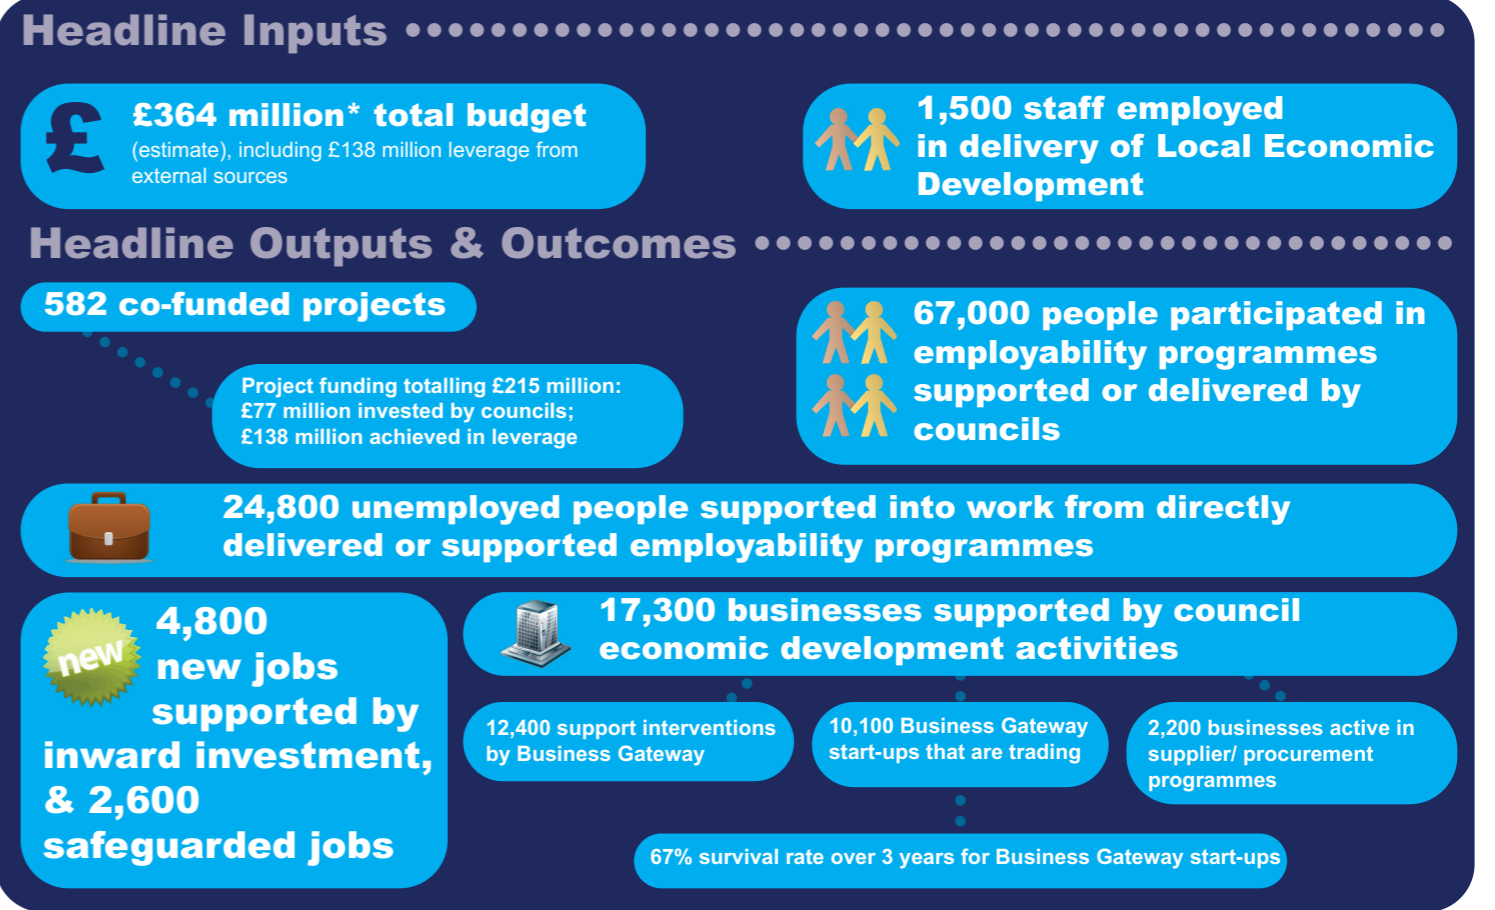 Headline Inputs
£
£364 million* total budget
(estimate), including £138 million leverage from
external sources
1,500 staff employed
in delivery of Local Economic
Development
Headline Outputs & Outcomes
582 co-funded projects
Project funding totalling £215 million:
£77 million invested by councils;
£138 million achieved in leverage
67,000 people participated in
employability programmes
supported or delivered by
councils
24,800 unemployed people supported into work from directly
delivered or supported employability programmes
new
4,800
new jobs
supported by
inward investment,
& 2,600
safeguarded jobs
17,300 businesses supported by council
economic development activities
12,400 support interventions
by Business Gateway
10,100 Business Gateway
start-ups that are trading
2,200 businesses active in
supplier/ procurement
programmes
67% survival rate over 3 years for Business Gateway start-ups